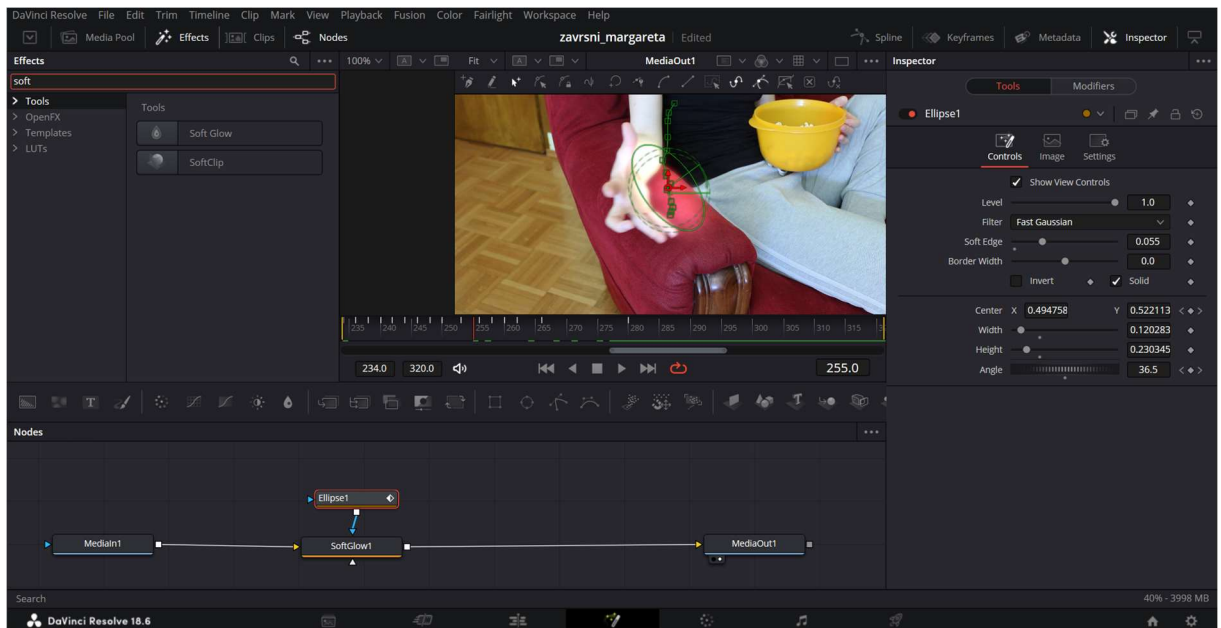 DaVinci Resolve File Edit Trim Timeline Clip Mark View Playback Fusion Color Fairlight Workspace Help
Media Pool Effects Clips Nodes zavrsni_margareta Edited Spline Keyframes Metadata Inspector
Effects 100% Fit MediaOut1 Inspector
soft
Tools Modifiers
> Tools
> OpenFX
> Templates
> LUTs
Tools
Soft Glow
SoftClip
Ellipse1
Controls Image Settings
Show View Controls
Level 1.0
Filter Fast Gaussian
Soft Edge 0.055
Border Width 0.0
Invert Solid
Center X 0.494758 Y 0.522113
Width 0.120283
Height 0.230345
Angle 36.5
235 240 245 250 255 260 265 270 275 280 285 290 295 300 305 310 315
234.0 320.0 255.0
Nodes
Ellipse1
MediaIn1 SoftGlow1 MediaOut1
Search 40% - 3998 MB
DaVinci Resolve 18.6